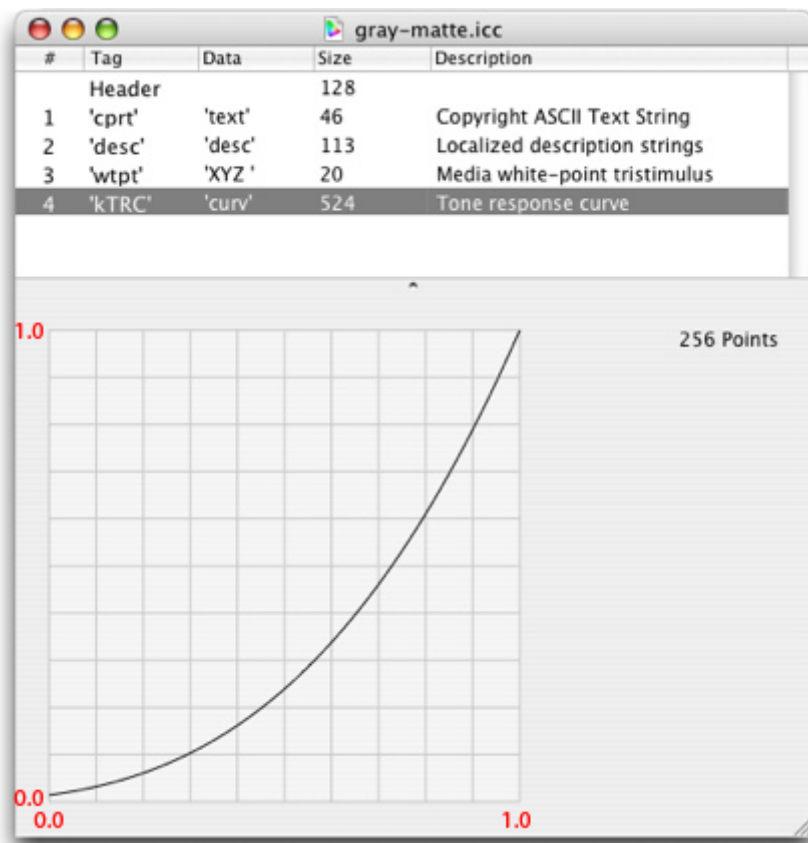 gray-matte.icc
# Tag Data Size Description
Header 128
1 'cprt' 'text' 46 Copyright ASCII Text String
2 'desc' 'desc' 113 Localized description strings
3 'wtpt' 'XYZ ' 20 Media white-point tristimulus
4 'kTRC' 'curv' 524 Tone response curve
1.0
256 Points
0.0
0.0 1.0